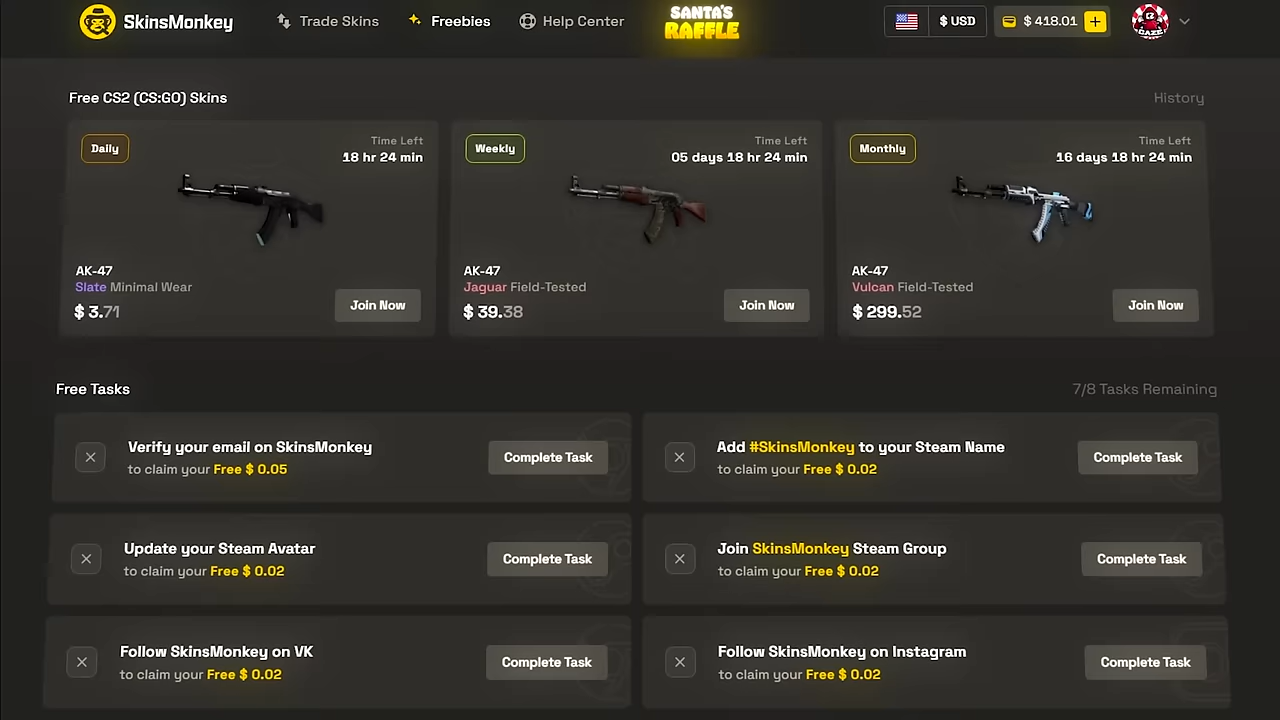 SkinsMonkey
Trade Skins
Freebies
Help Center
SANTA'S
RAFFLE
$ USD
$ 418.01
+
Free CS2 (CS:GO) Skins
History
Daily
Time Left
18 hr 24 min
AK-47
Slate Minimal Wear
$ 3.71
Join Now
Weekly
Time Left
05 days 18 hr 24 min
AK-47
Jaguar Field-Tested
$ 39.38
Join Now
Monthly
Time Left
16 days 18 hr 24 min
AK-47
Vulcan Field-Tested
$ 299.52
Join Now
Free Tasks
7/8 Tasks Remaining
Verify your email on SkinsMonkey
to claim your Free $ 0.05
Complete Task
Add #SkinsMonkey to your Steam Name
to claim your Free $ 0.02
Complete Task
Update your Steam Avatar
to claim your Free $ 0.02
Complete Task
Join SkinsMonkey Steam Group
to claim your Free $ 0.02
Complete Task
Follow SkinsMonkey on VK
to claim your Free $ 0.02
Complete Task
Follow SkinsMonkey on Instagram
to claim your Free $ 0.02
Complete Task